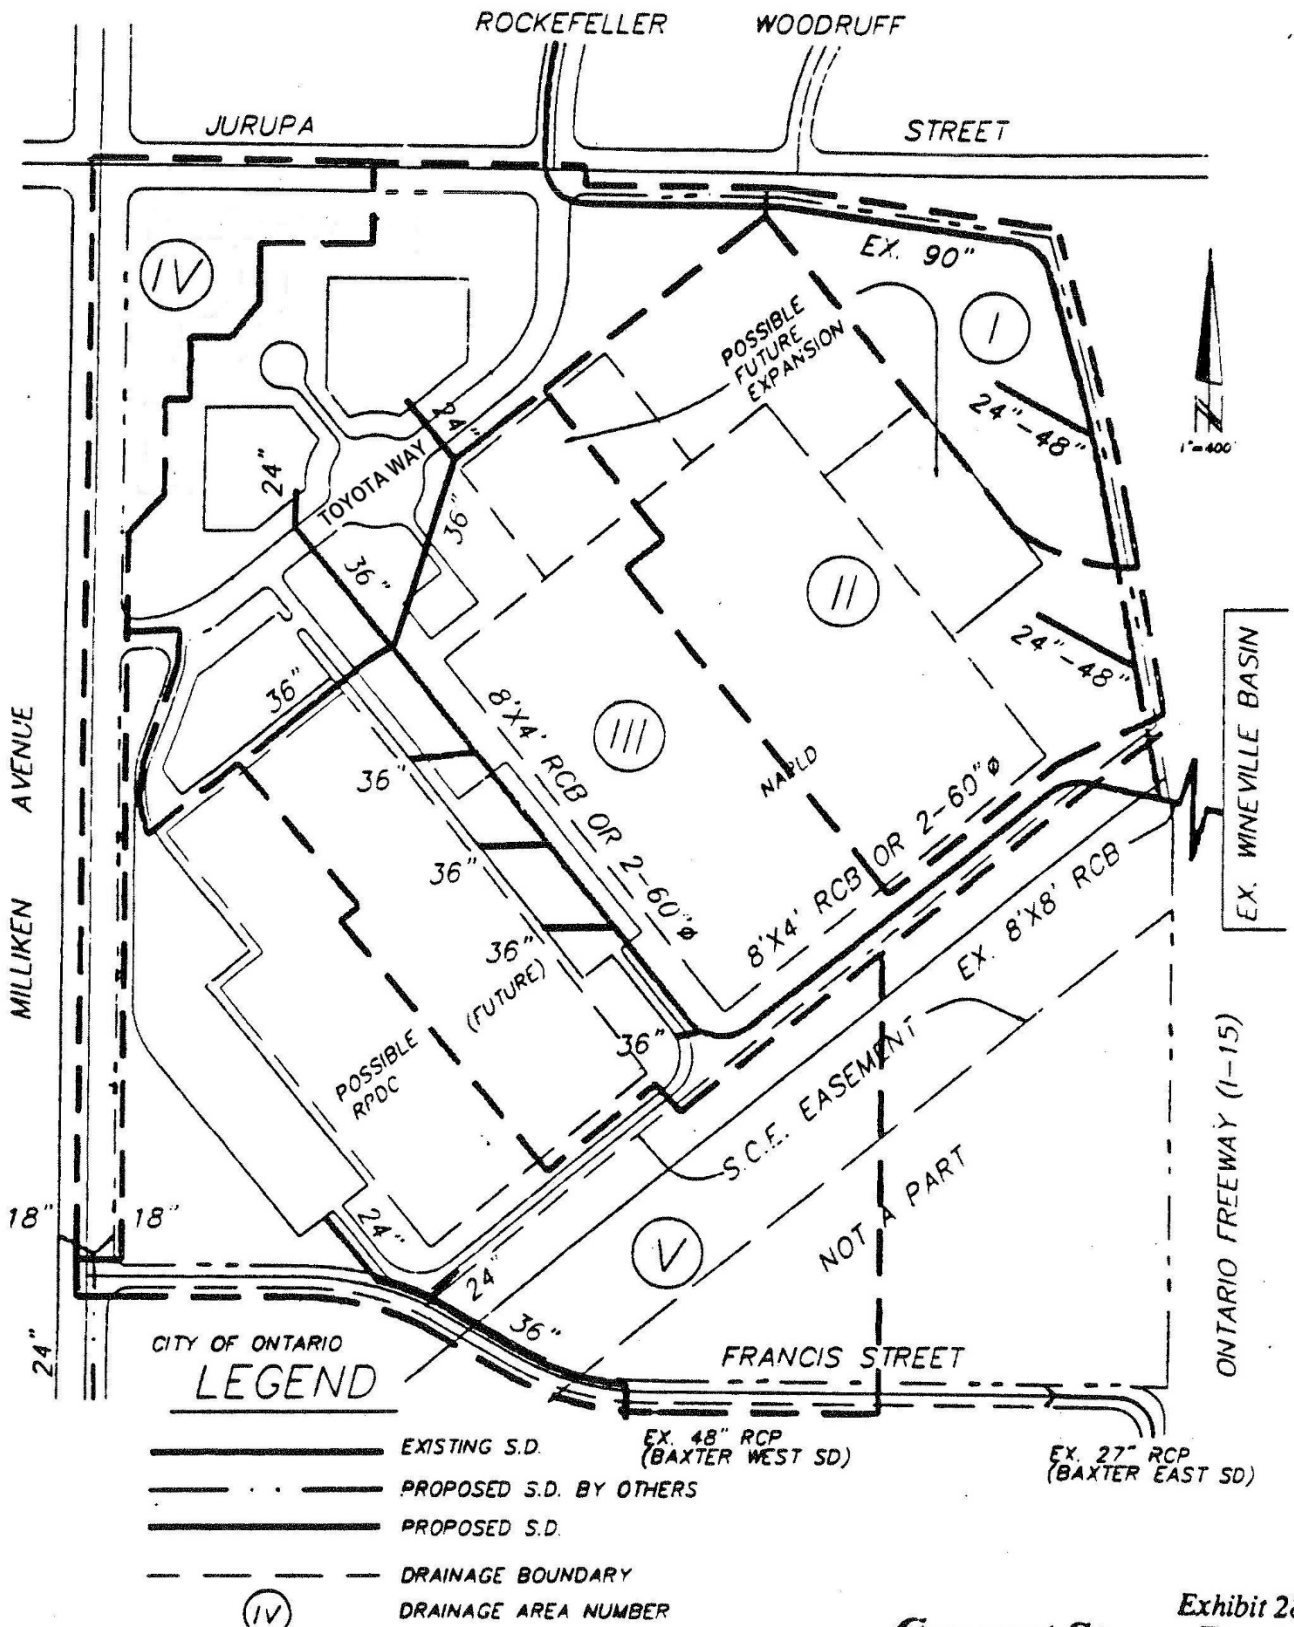 ROCKEFELLER
WOODRUFF
JURUPA
STREET
IV
EX. 90"
I
POSSIBLE
FUTURE
EXPANSION
24"-48"
1"=400'
24"
24"
TOYOTA WAY
36"
36"
II
24"-48"
36"
III
8'X4' RCB OR 2-60"ø
NAPLD
36"
36"
36"
36"
8'X4' RCB OR 2-60"ø
EX. 8'X8' RCB
EX. WINEVILLE BASIN
MILLIKEN AVENUE
(FUTURE)
POSSIBLE
RPDC
S.C.E. EASEMENT
NOT A PART
ONTARIO FREEWAY (I-15)
18"
18"
24"
24"
V
36"
24"
FRANCIS STREET
CITY OF ONTARIO
LEGEND
EXISTING S.D.
PROPOSED S.D. BY OTHERS
PROPOSED S.D.
DRAINAGE BOUNDARY
IV
DRAINAGE AREA NUMBER
EX. 48" RCP
(BAXTER WEST SD)
EX. 27" RCP
(BAXTER EAST SD)